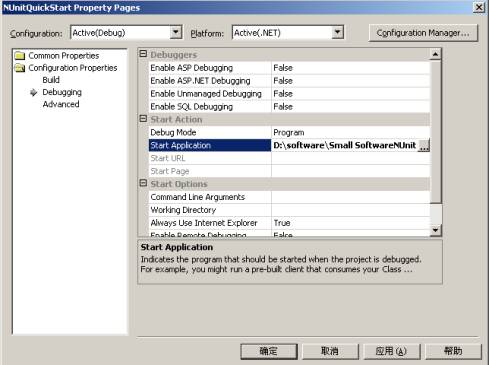 NUnitQuickStart Property Pages
Configuration: Active(Debug) Platform: Active(.NET) Configuration Manager...
Common Properties
Configuration Properties
Build
Debugging
Advanced
Debuggers
Enable ASP Debugging False
Enable ASP.NET Debugging False
Enable Unmanaged Debugging False
Enable SQL Debugging False
Start Action
Debug Mode Program
Start Application D:\software\Small SoftwareNUnit ...
Start URL
Start Page
Start Options
Command Line Arguments
Working Directory
Always Use Internet Explorer True
Enable Remote Debugging False
Start Application
Indicates the program that should be started when the project is debugged.
For example, you might run a pre-built client that consumes your Class ...
确定 取消 应用(A) 帮助